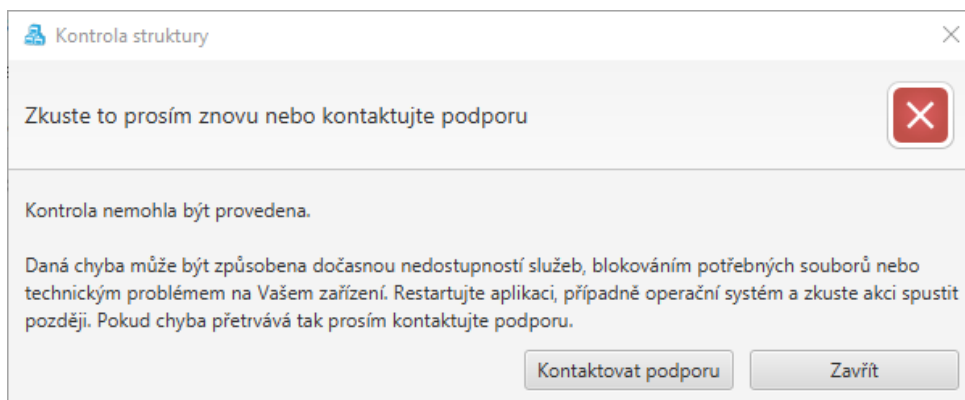 Kontrola struktury
Zkuste to prosím znovu nebo kontaktujte podporu
Kontrola nemohla být provedena.
Daná chyba může být způsobena dočasnou nedostupností služeb, blokováním potřebných souborů nebo
technickým problémem na Vašem zařízení. Restartujte aplikaci, případně operační systém a zkuste akci spustit
později. Pokud chyba přetrvává tak prosím kontaktujte podporu.
Kontaktovat podporu
Zavřít